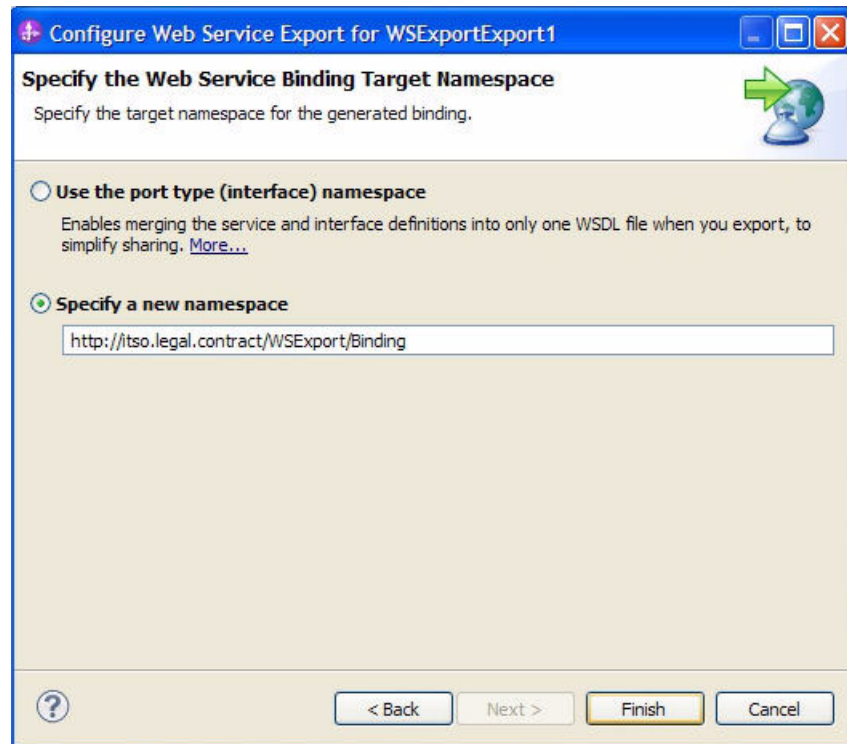 Configure Web Service Export for WSExportExport1
Specify the Web Service Binding Target Namespace
Specify the target namespace for the generated binding.
Use the port type (interface) namespace
Enables merging the service and interface definitions into only one WSDL file when you export, to
simplify sharing. More...
Specify a new namespace
http://itso.legal.contract/WSExport/Binding
? < Back Next > Finish Cancel